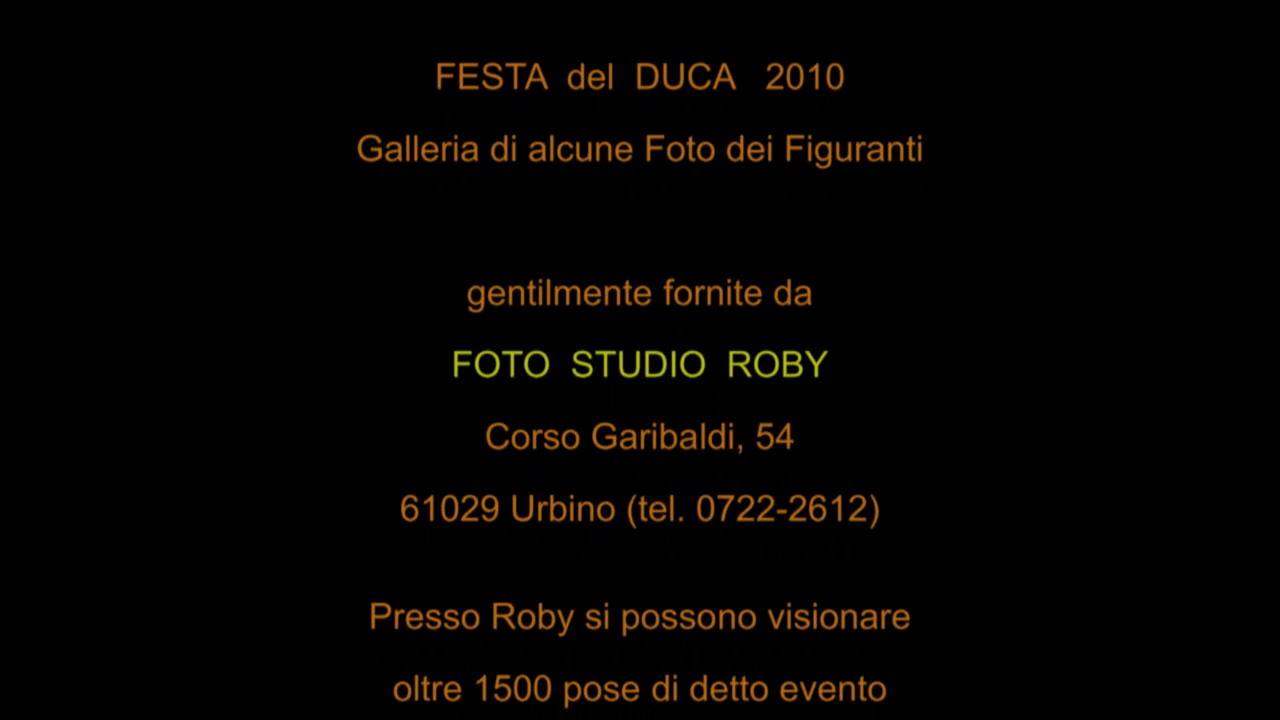 FESTA del DUCA 2010
Galleria di alcune Foto dei Figuranti
gentilmente fornite da
FOTO STUDIO ROBY
Corso Garibaldi, 54
61029 Urbino (tel. 0722-2612)
Presso Roby si possono visionare
oltre 1500 pose di detto evento